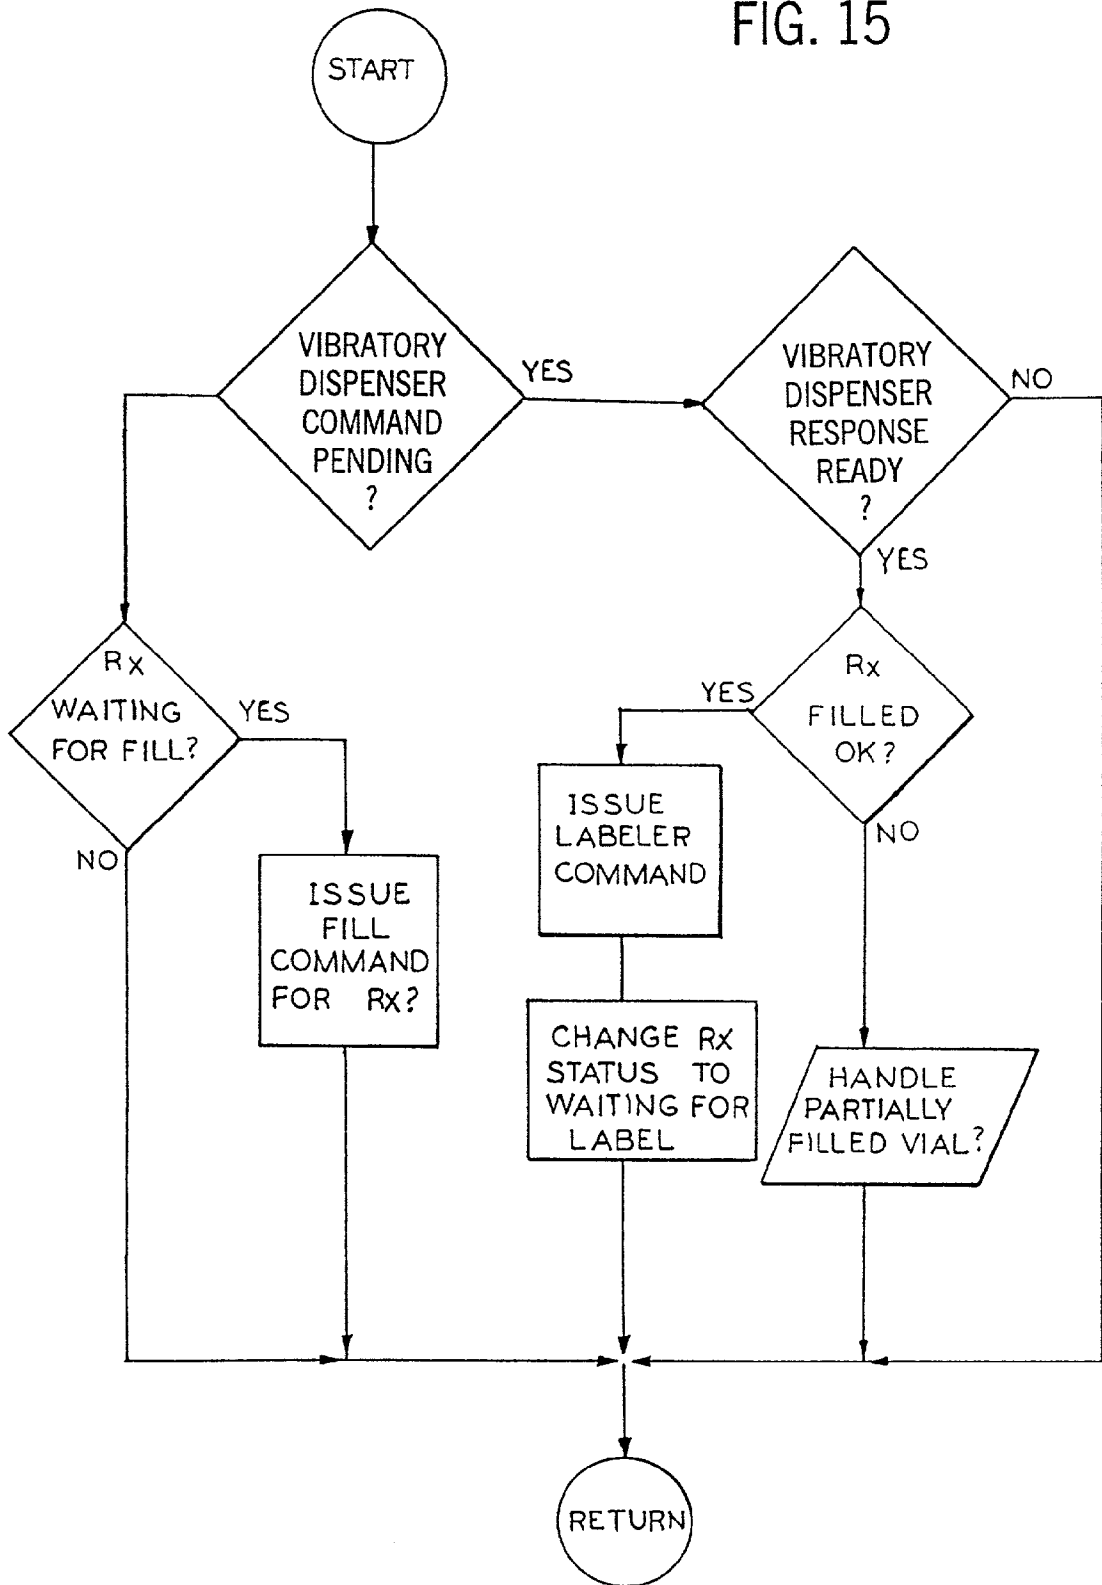 FIG. 15
START
VIBRATORY
DISPENSER
COMMAND
PENDING
?
YES
VIBRATORY
DISPENSER
RESPONSE
READY
?
NO
YES
Rx
WAITING
FOR FILL?
YES
NO
Rx
FILLED
OK?
YES
NO
ISSUE
FILL
COMMAND
FOR Rx?
ISSUE
LABELER
COMMAND
CHANGE Rx
STATUS TO
WAITING FOR
LABEL
HANDLE
PARTIALLY
FILLED VIAL?
RETURN